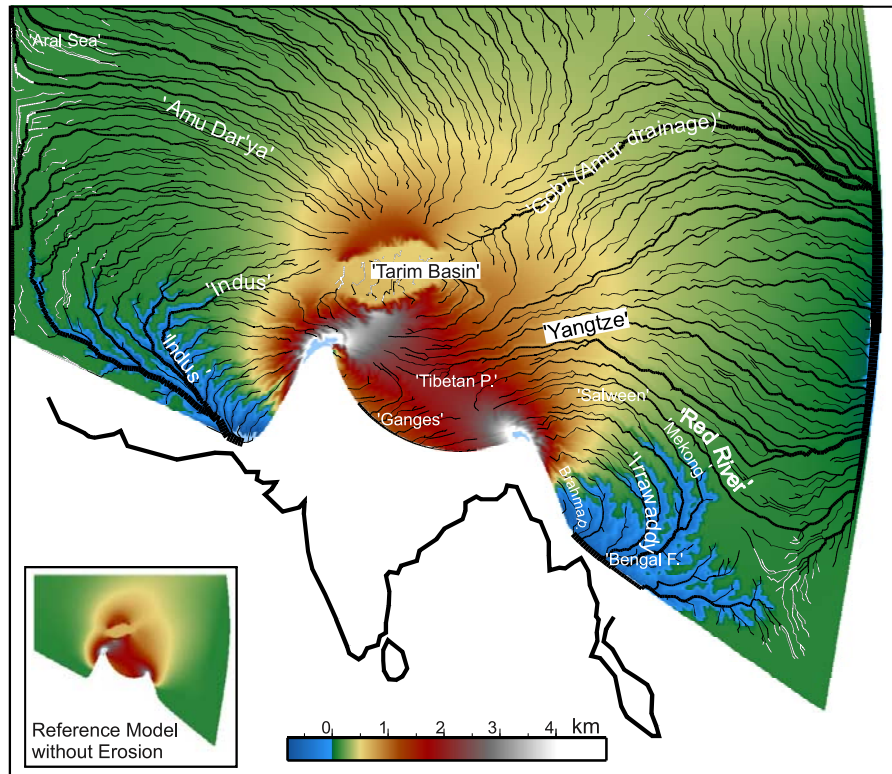 'Aral Sea'
'Amu Dar'ya'
'Gobi (Amur drainage)'
'Tarim Basin'
'Indus'
'Yangtze'
'Indus '
'Tibetan P.'
'Salween'
'Ganges'
'Red River'
'Mekong '
'Irrawaddy'
Brahmap.
'Bengal F.'
Reference Model
without Erosion
0 1 2 3 4 km